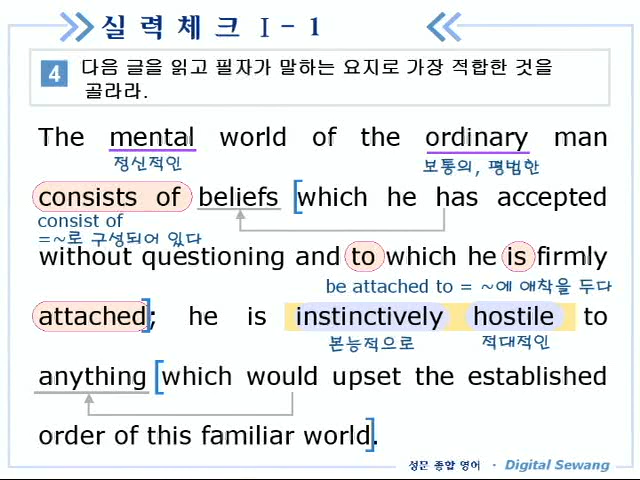 실력체크 I - 1
4 다음 글을 읽고 필자가 말하는 요지로 가장 적합한 것을
골라라.
The mental world of the ordinary man
정신적인 보통의, 평범한
consists of beliefs [which he has accepted
consist of
=~로 구성되어 있다
without questioning and to which he is firmly
be attached to = ~에 애착을 두다
attached]; he is instinctively hostile to
본능적으로 적대적인
anything [which would upset the established
order of this familiar world].
성문 종합 영어 · Digital Sewang